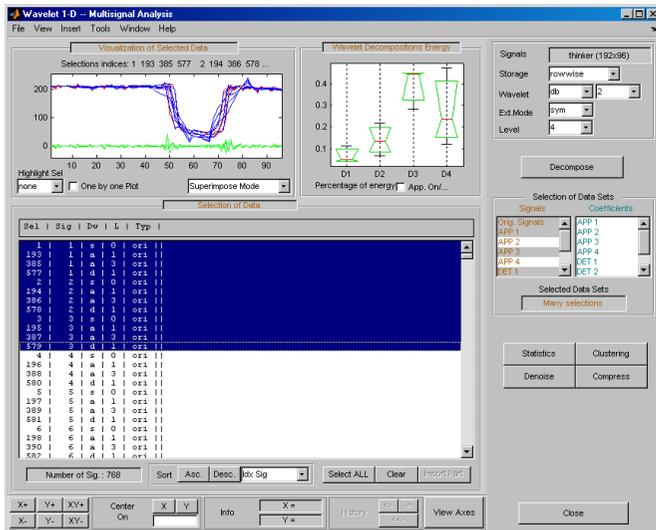 Wavelet 1-D -- Multisignal Analysis
File View Insert Tools Window Help
Visualization of Selected Data
Selections indices: 1 193 385 577 2 194 386 578 ...
200
100
0
10 20 30 40 50 60 70 80 90
Highlight Sel
none
One by one Plot
Superimpose Mode
Wavelet Decompositions Energy
0.4
0.3
0.2
0.1
D1 D2 D3 D4
Percentage of energy
App. On/...
Signals thinker (192x96)
Storage rowwise
Wavelet db 2
Ext.Mode sym
Level 4
Decompose
Selection of Data Sets
Signals Coefficients
Orig. Signals APP 1
APP 1 APP 2
APP 2 APP 3
APP 3 APP 4
APP 4 DET 1
DET 1 DET 2
Selected Data Sets
Many selections
Selection of Data
Sel | Sig | Dw | L | Typ ||
1 | 1 | s | 0 | ori ||
193 | 1 | a | 1 | ori ||
385 | 1 | a | 3 | ori ||
577 | 1 | d | 1 | ori ||
2 | 2 | s | 0 | ori ||
194 | 2 | a | 1 | ori ||
386 | 2 | a | 3 | ori ||
578 | 2 | d | 1 | ori ||
3 | 3 | s | 0 | ori ||
195 | 3 | a | 1 | ori ||
387 | 3 | a | 3 | ori ||
579 | 3 | d | 1 | ori ||
4 | 4 | s | 0 | ori ||
196 | 4 | a | 1 | ori ||
388 | 4 | a | 3 | ori ||
580 | 4 | d | 1 | ori ||
5 | 5 | s | 0 | ori ||
197 | 5 | a | 1 | ori ||
389 | 5 | a | 3 | ori ||
581 | 5 | d | 1 | ori ||
6 | 6 | s | 0 | ori ||
198 | 6 | a | 1 | ori ||
390 | 6 | a | 3 | ori ||
582 | 6 | d | 1 | ori ||
Statistics Clustering
Denoise Compress
Number of Sig.: 768
Sort Asc. Desc. Idx Sig
Select ALL Clear Import Part
X+ Y+ XY+
X- Y- XY-
Center
On
X Y
Info
X =
Y =
History
<- ->
<<-
View Axes
Close